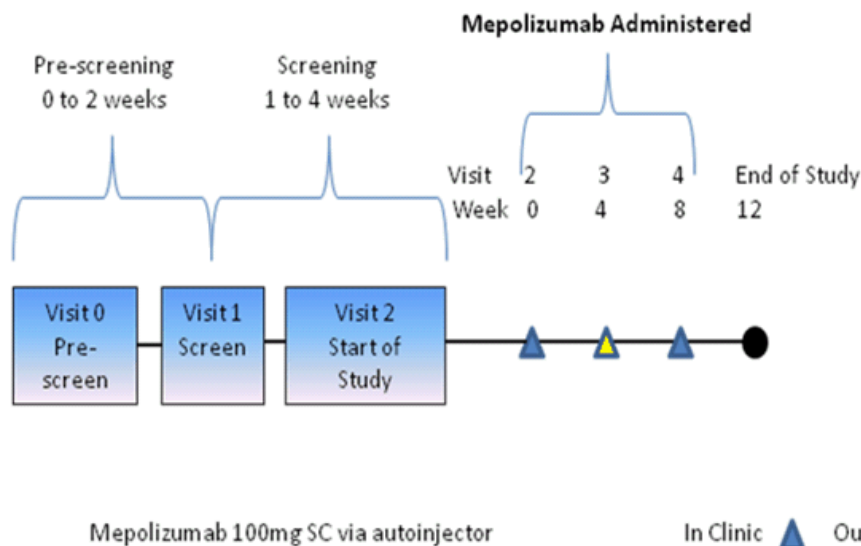 Mepolizumab Administered
Pre-screening
0 to 2 weeks
Screening
1 to 4 weeks
Visit 2 3 4 End of Study
Week 0 4 8 12
Visit 0
Pre-
screen
Visit 1
Screen
Visit 2
Start of
Study
Mepolizumab 100mg SC via autoinjector
In Clinic